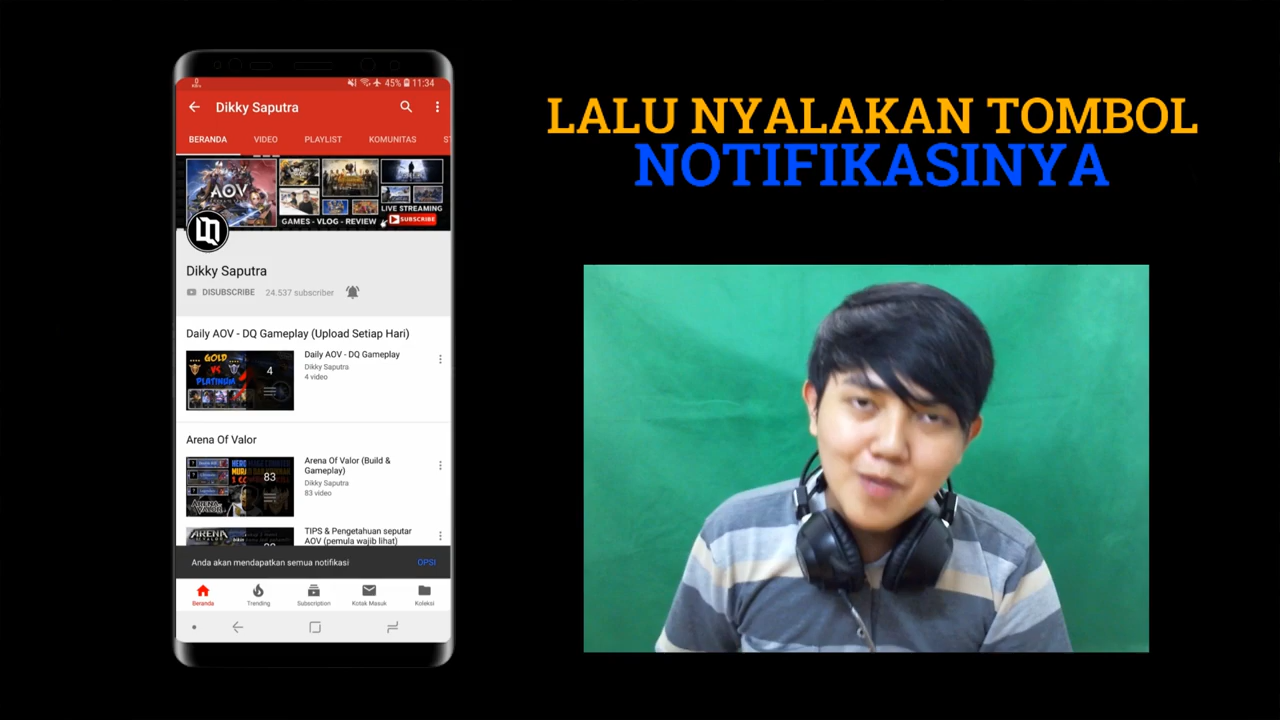 45% 11:34
Dikky Saputra
BERANDA VIDEO PLAYLIST KOMUNITAS ST
AOV
LIVE STREAMING
GAMES - VLOG - REVIEW SUBSCRIBE
Dikky Saputra
DISUBSCRIBE 24.537 subscriber
Daily AOV - DQ Gameplay (Upload Setiap Hari)
GOLD
VS
PLATINUM
4
Daily AOV - DQ Gameplay
Dikky Saputra
4 video
Arena Of Valor
83
ARENA
VALOR
Arena Of Valor (Build &
Gameplay)
Dikky Saputra
83 video
ARENA
TIPS & Pengetahuan seputar
AOV (pemula wajib lihat)
Anda akan mendapatkan semua notifikasi OPSI
Beranda Trending Subscription Kotak Masuk Koleksi
LALU NYALAKAN TOMBOL
NOTIFIKASINYA